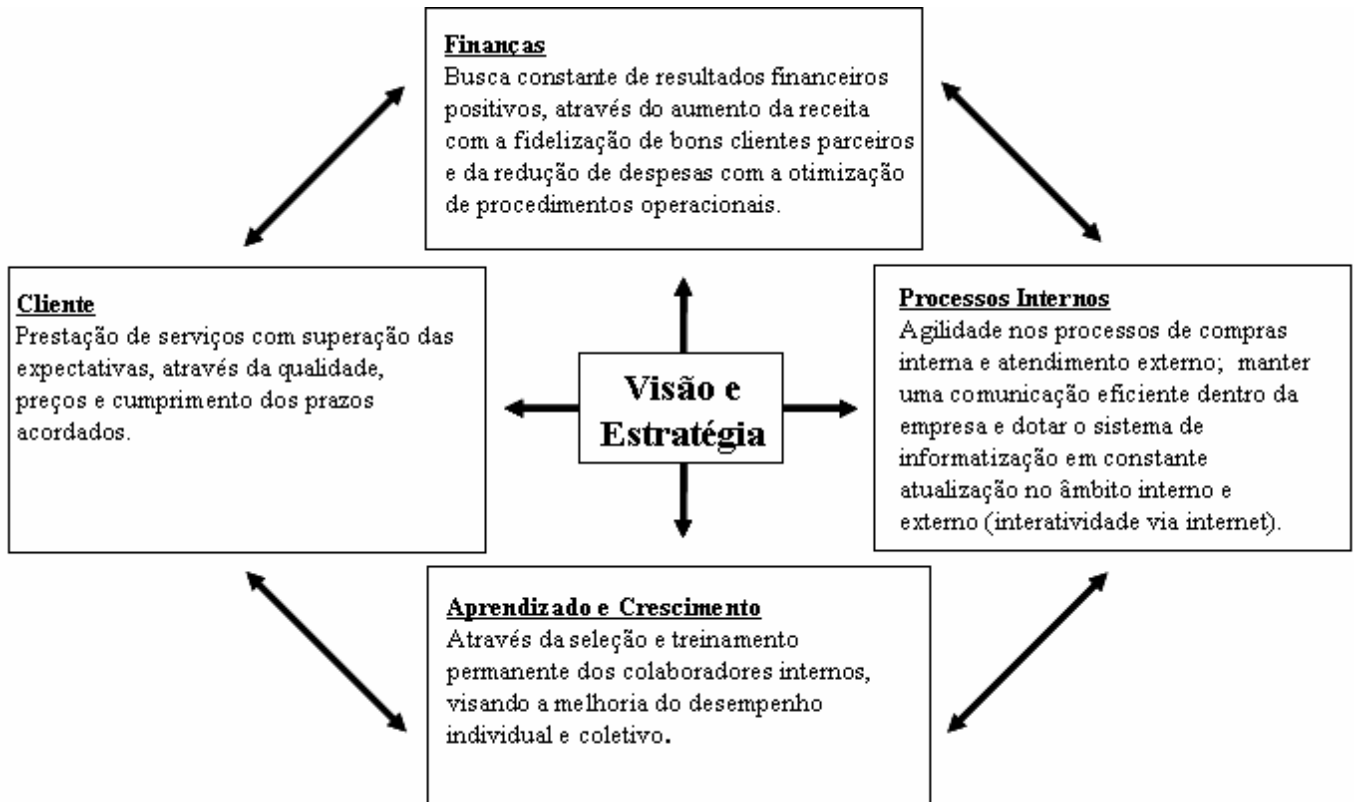 Finanças
Busca constante de resultados financeiros
positivos, através do aumento da receita
com a fidelização de bons clientes parceiros
e da redução de despesas com a otimização
de procedimentos operacionais.
Cliente
Prestação de serviços com superação das
expectativas, através da qualidade,
preços e cumprimento dos prazos
acordados.
Visão e
Estratégia
Processos Internos
Agilidade nos processos de compras
interna e atendimento externo; manter
uma comunicação eficiente dentro da
empresa e dotar o sistema de
informatização em constante
atualização no âmbito interno e
externo (interatividade via internet).
Aprendizado e Crescimento
Através da seleção e treinamento
permanente dos colaboradores internos,
visando a melhoria do desempenho
individual e coletivo.